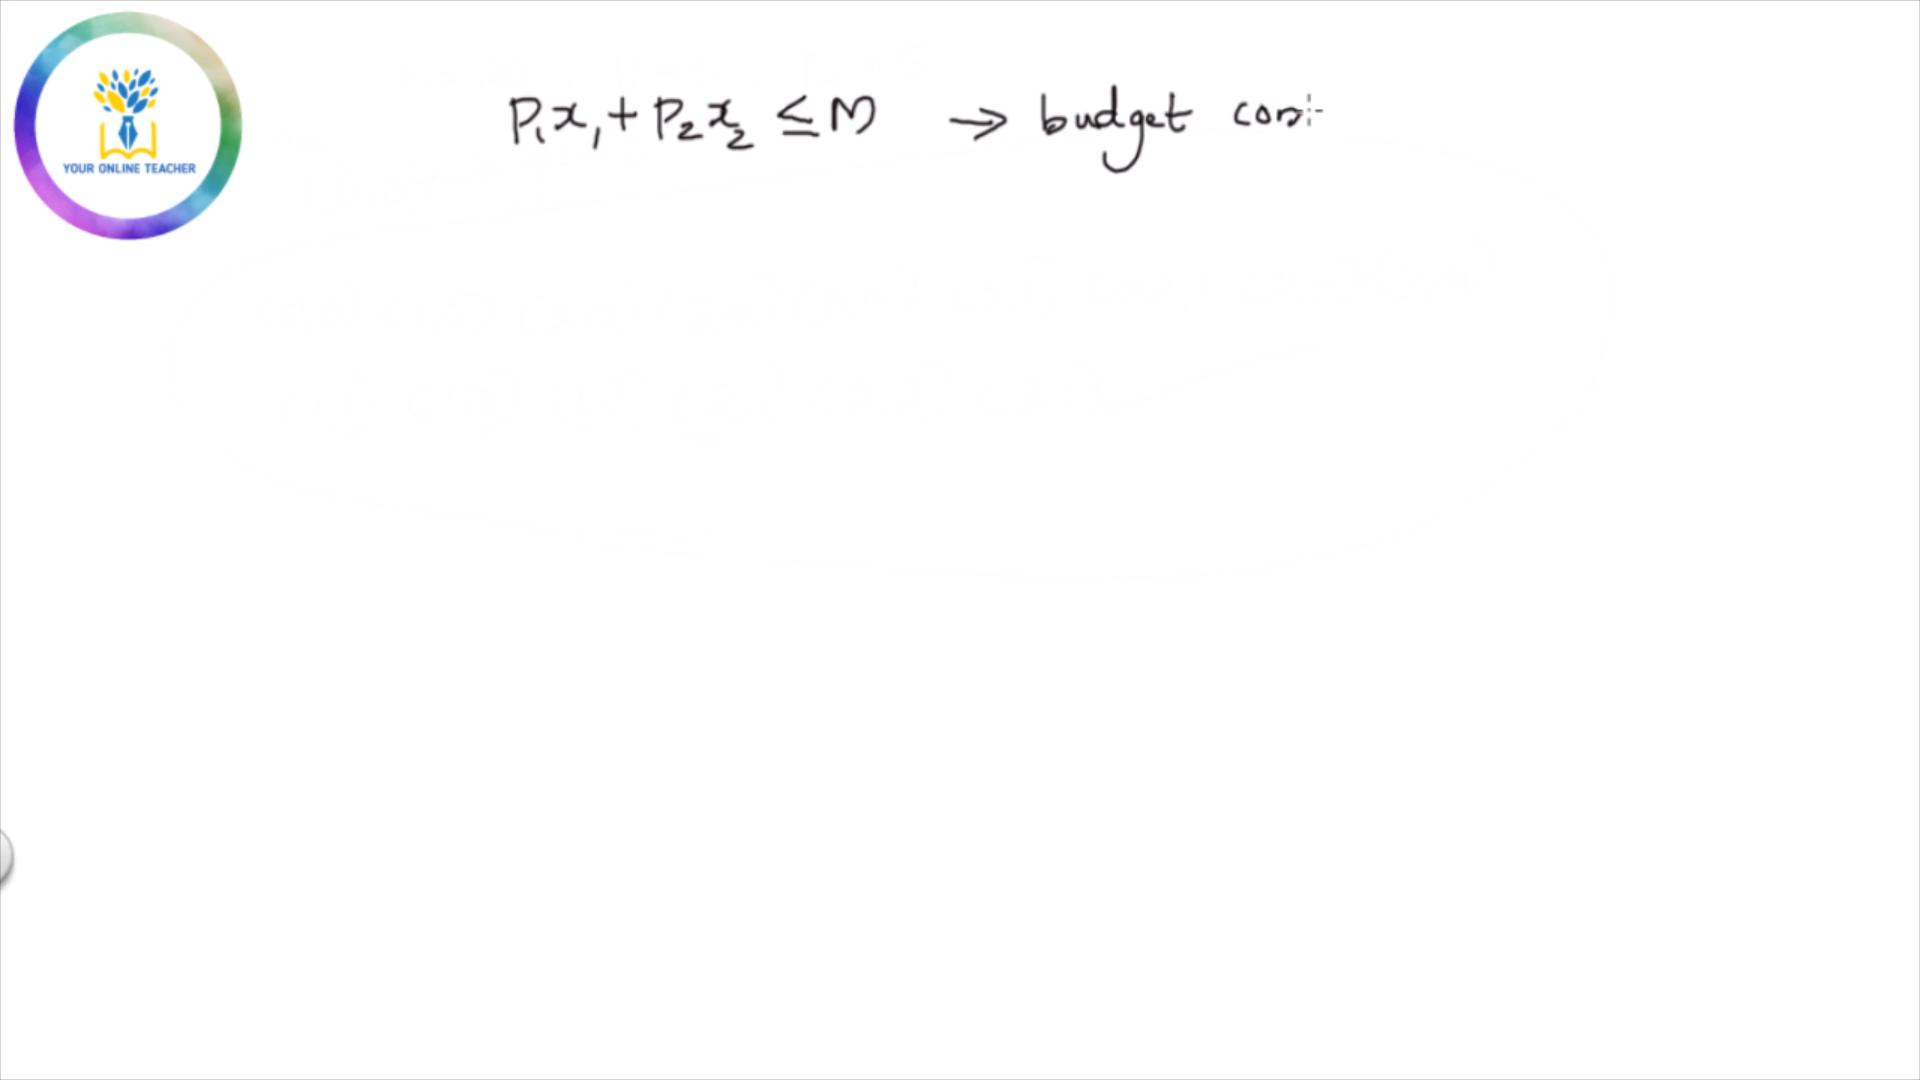 YOUR ONLINE TEACHER
P₁x₁ + P₂x₂ ≤ M → budget con